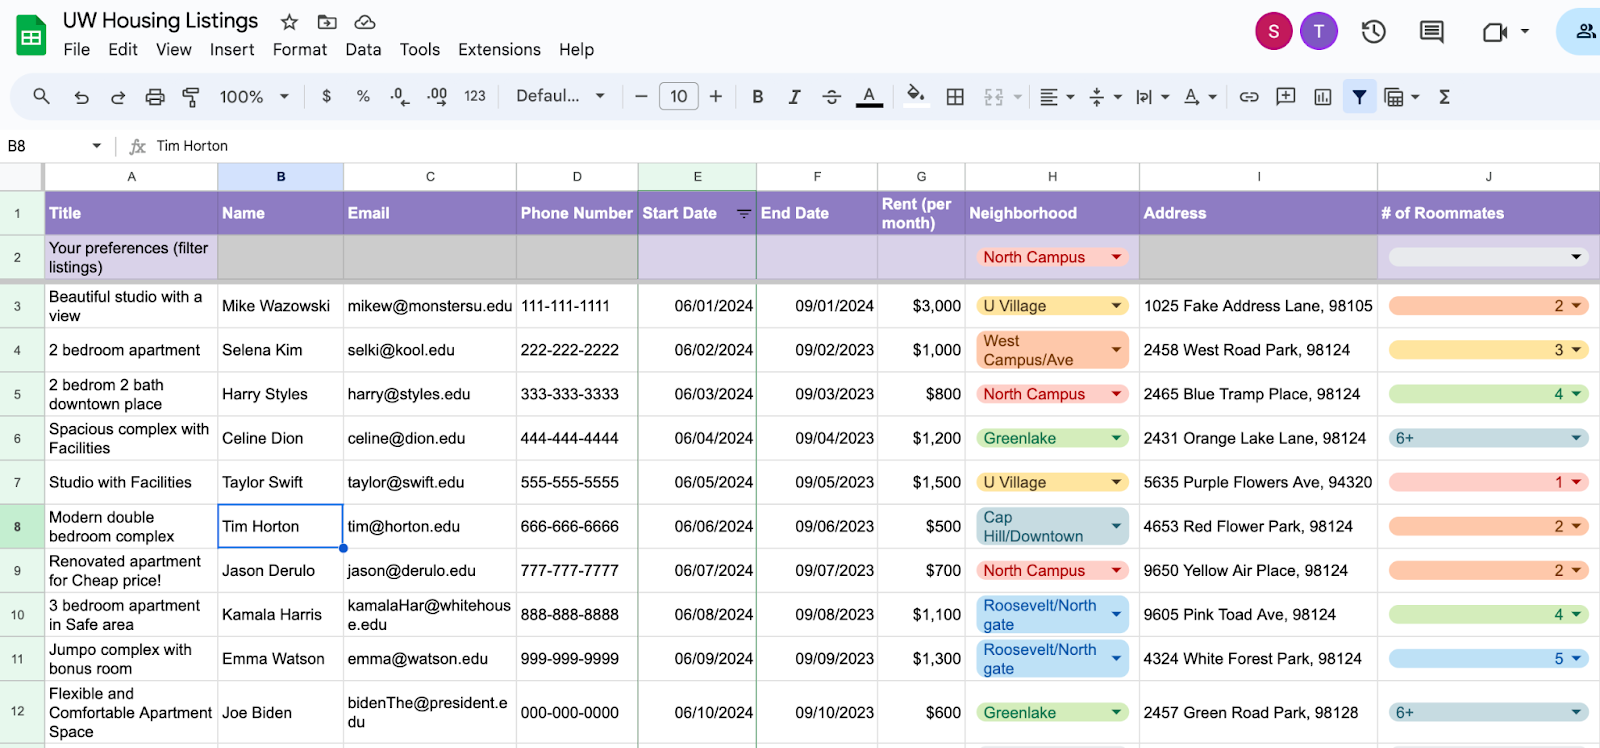 UW Housing Listings
File Edit View Insert Format Data Tools Extensions Help
S T
100% $ % .0 .00 123 Defaul... 10 B I A Σ
B8 fx Tim Horton
A B C D E F G H I J
1 Title Name Email Phone Number Start Date End Date Rent (per month) Neighborhood Address # of Roommates
2 Your preferences (filter listings) North Campus
3 Beautiful studio with a view Mike Wazowski mikew@monstersu.edu 111-111-1111 06/01/2024 09/01/2024 $3,000 U Village 1025 Fake Address Lane, 98105 2
4 2 bedroom apartment Selena Kim selki@kool.edu 222-222-2222 06/02/2024 09/02/2023 $1,000 West Campus/Ave 2458 West Road Park, 98124 3
5 2 bedrom 2 bath downtown place Harry Styles harry@styles.edu 333-333-3333 06/03/2024 09/03/2023 $800 North Campus 2465 Blue Tramp Place, 98124 4
6 Spacious complex with Facilities Celine Dion celine@dion.edu 444-444-4444 06/04/2024 09/04/2023 $1,200 Greenlake 2431 Orange Lake Lane, 98124 6+
7 Studio with Facilities Taylor Swift taylor@swift.edu 555-555-5555 06/05/2024 09/05/2023 $1,500 U Village 5635 Purple Flowers Ave, 94320 1
8 Modern double bedroom complex Tim Horton tim@horton.edu 666-666-6666 06/06/2024 09/06/2023 $500 Cap Hill/Downtown 4653 Red Flower Park, 98124 2
9 Renovated apartment for Cheap price! Jason Derulo jason@derulo.edu 777-777-7777 06/07/2024 09/07/2023 $700 North Campus 9650 Yellow Air Place, 98124 2
10 3 bedroom apartment in Safe area Kamala Harris kamalaHar@whitehouse.edu 888-888-8888 06/08/2024 09/08/2023 $1,100 Roosevelt/Northgate 9605 Pink Toad Ave, 98124 4
11 Jumpo complex with bonus room Emma Watson emma@watson.edu 999-999-9999 06/09/2024 09/09/2023 $1,300 Roosevelt/Northgate 4324 White Forest Park, 98124 5
12 Flexible and Comfortable Apartment Space Joe Biden bidenThe@president.edu 000-000-0000 06/10/2024 09/10/2023 $600 Greenlake 2457 Green Road Park, 98128 6+